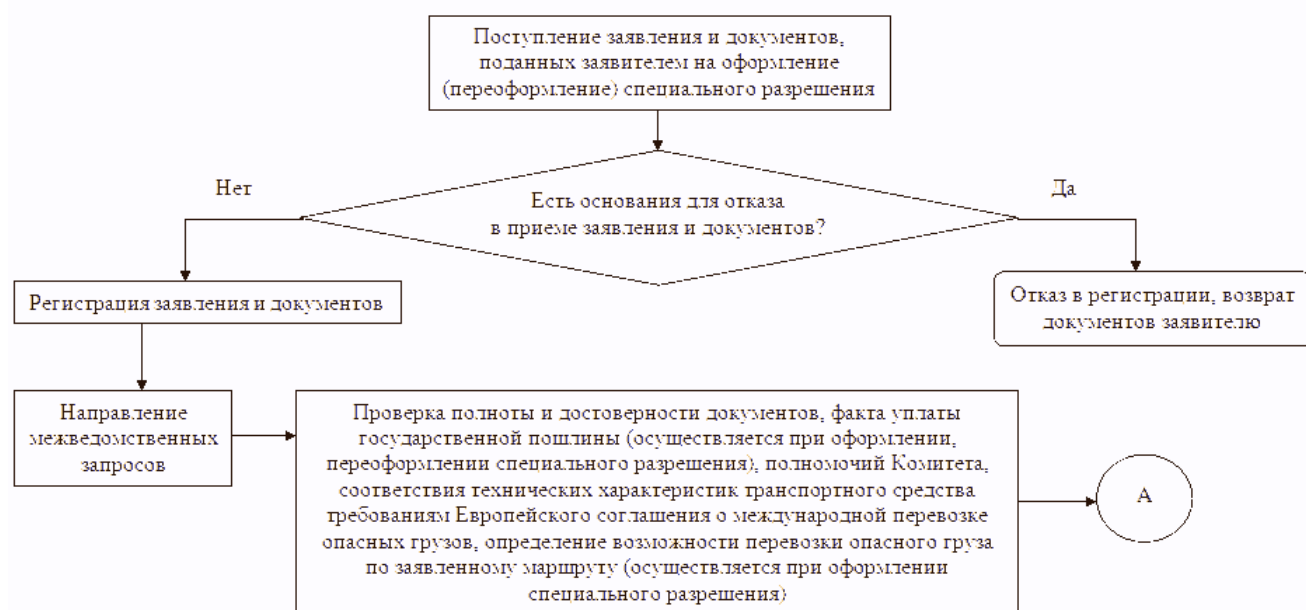 Поступление заявления и документов,
поданных заявителем на оформление
(переоформление) специального разрешения
Нет
Да
Есть основания для отказа
в приеме заявления и документов?
Регистрация заявления и документов
Отказ в регистрации, возврат
документов заявителю
Направление
межведомственных
запросов
Проверка полноты и достоверности документов, факта уплаты
государственной пошлины (осуществляется при оформлении,
переоформлении специального разрешения), полномочий Комитета,
соответствия технических характеристик транспортного средства
требованиям Европейского соглашения о международной перевозке
опасных грузов, определение возможности перевозки опасного груза
по заявленному маршруту (осуществляется при оформлении
специального разрешения)
А